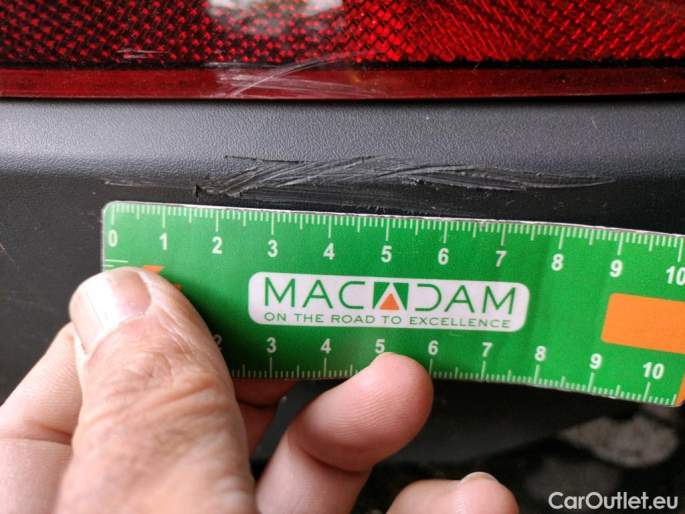 0 1 2 3 4 5 6 7 8 9 10
MACADAM
ON THE ROAD TO EXCELLENCE
2 3 4 5 6 7 8 9 10
CarOutlet.eu